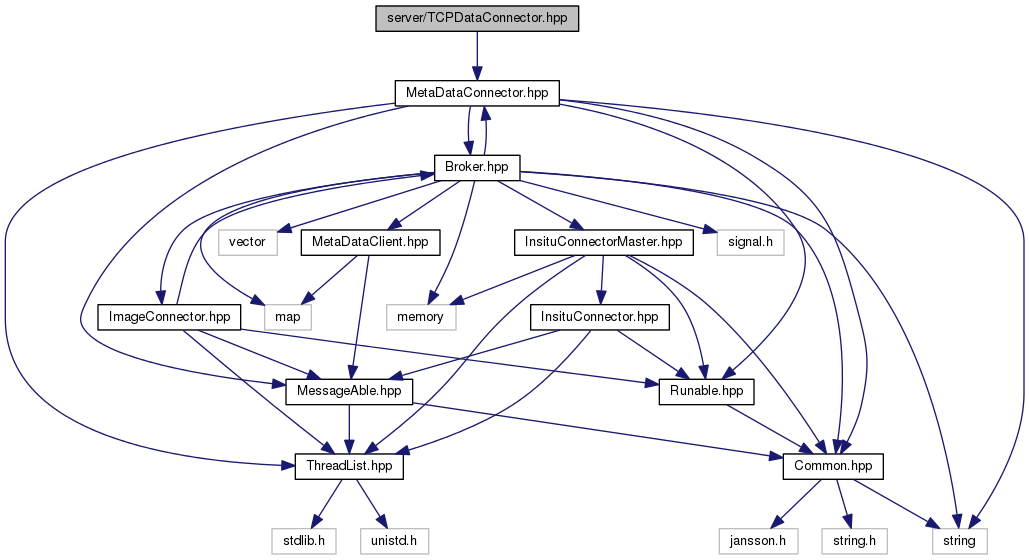 server/TCPDataConnector.hpp
MetaDataConnector.hpp
Broker.hpp
vector
MetaDataClient.hpp
InsituConnectorMaster.hpp
signal.h
ImageConnector.hpp
map
memory
InsituConnector.hpp
MessageAble.hpp
Runable.hpp
ThreadList.hpp
Common.hpp
stdlib.h
unistd.h
jansson.h
string.h
string